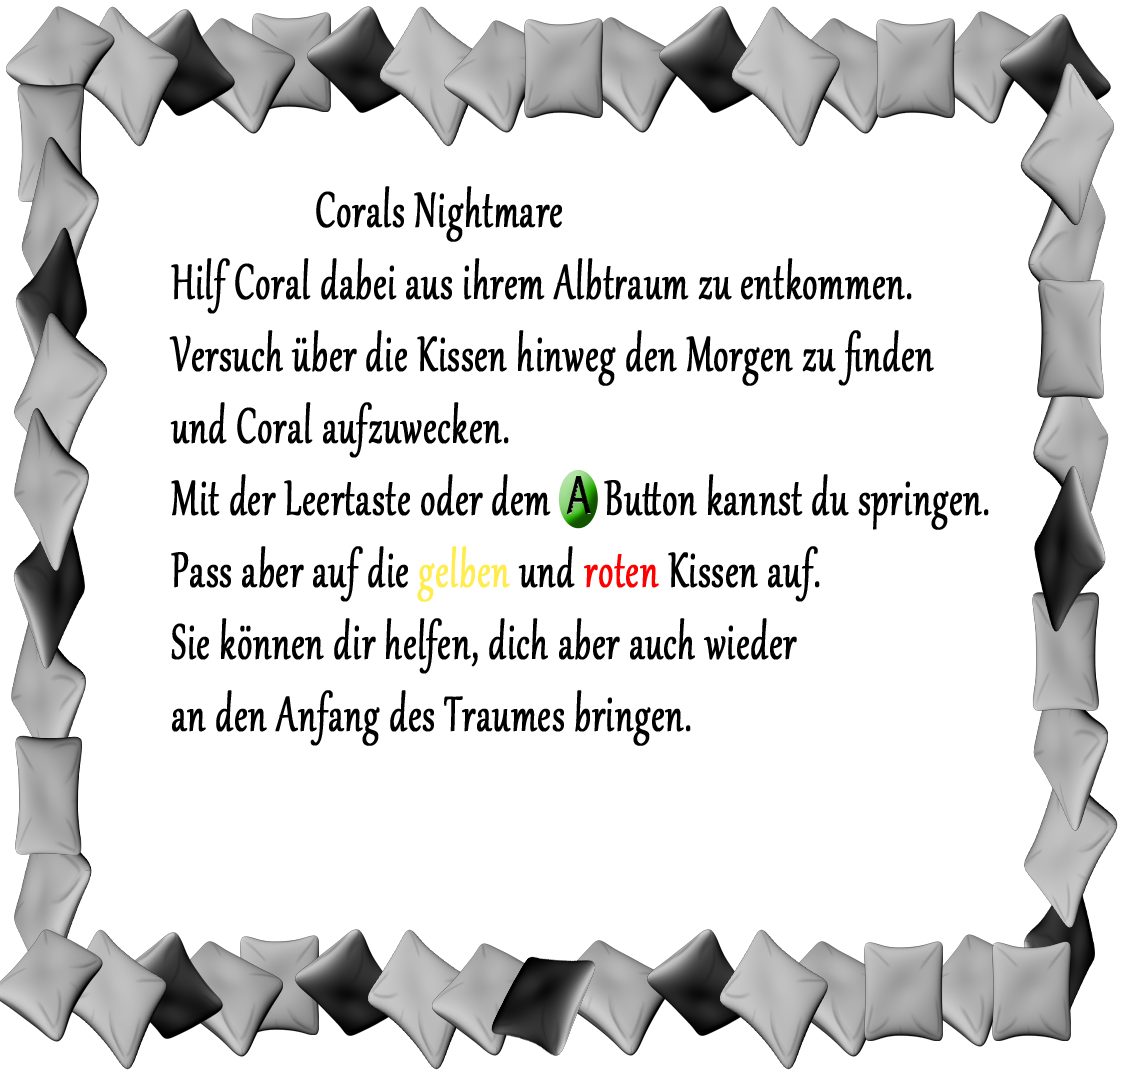 Corals Nightmare
Hilf Coral dabei aus ihrem Albtraum zu entkommen.
Versuch über die Kissen hinweg den Morgen zu finden
und Coral aufzuwecken.
Mit der Leertaste oder dem A Button kannst du springen.
Pass aber auf die gelben und roten Kissen auf.
Sie können dir helfen, dich aber auch wieder
an den Anfang des Traumes bringen.